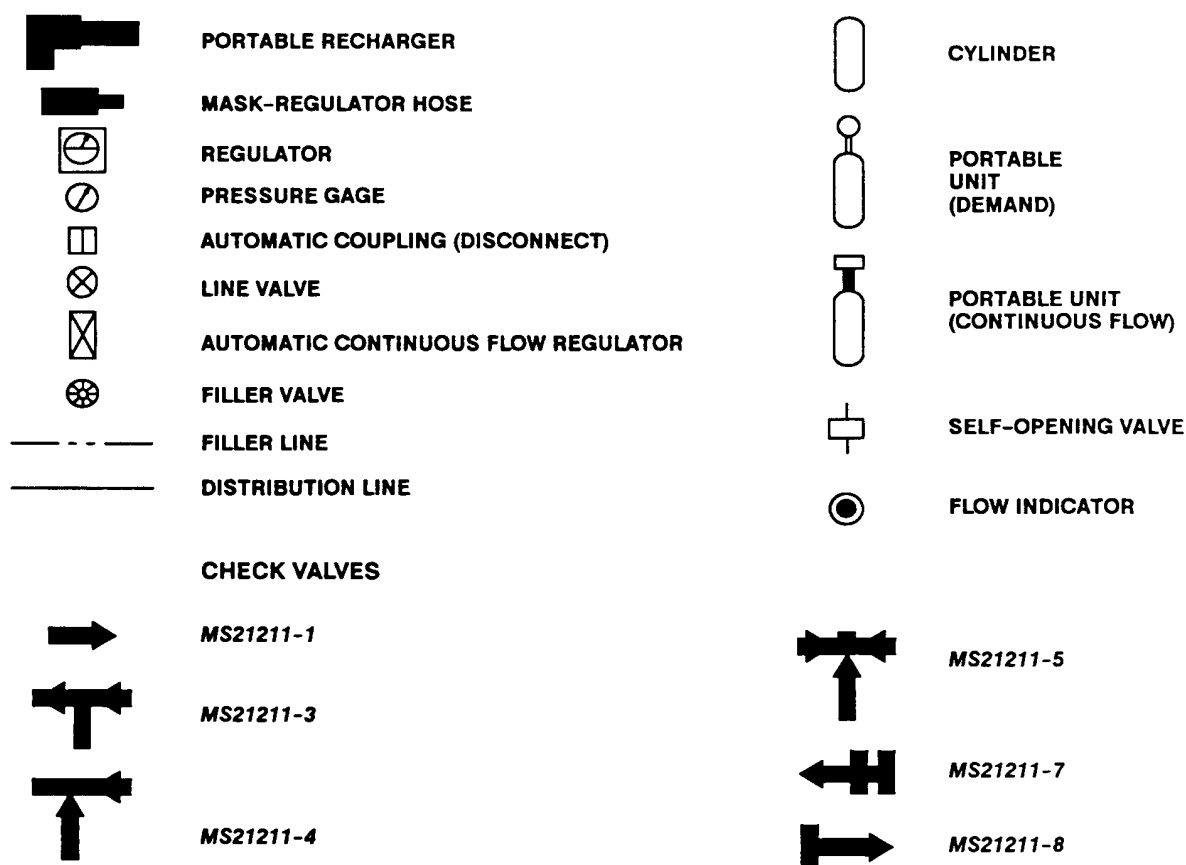 PORTABLE RECHARGER
MASK-REGULATOR HOSE
REGULATOR
PRESSURE GAGE
AUTOMATIC COUPLING (DISCONNECT)
LINE VALVE
AUTOMATIC CONTINUOUS FLOW REGULATOR
FILLER VALVE
FILLER LINE
DISTRIBUTION LINE
CYLINDER
PORTABLE
UNIT
(DEMAND)
PORTABLE UNIT
(CONTINUOUS FLOW)
SELF-OPENING VALVE
FLOW INDICATOR
CHECK VALVES
MS21211-1
MS21211-3
MS21211-4
MS21211-5
MS21211-7
MS21211-8